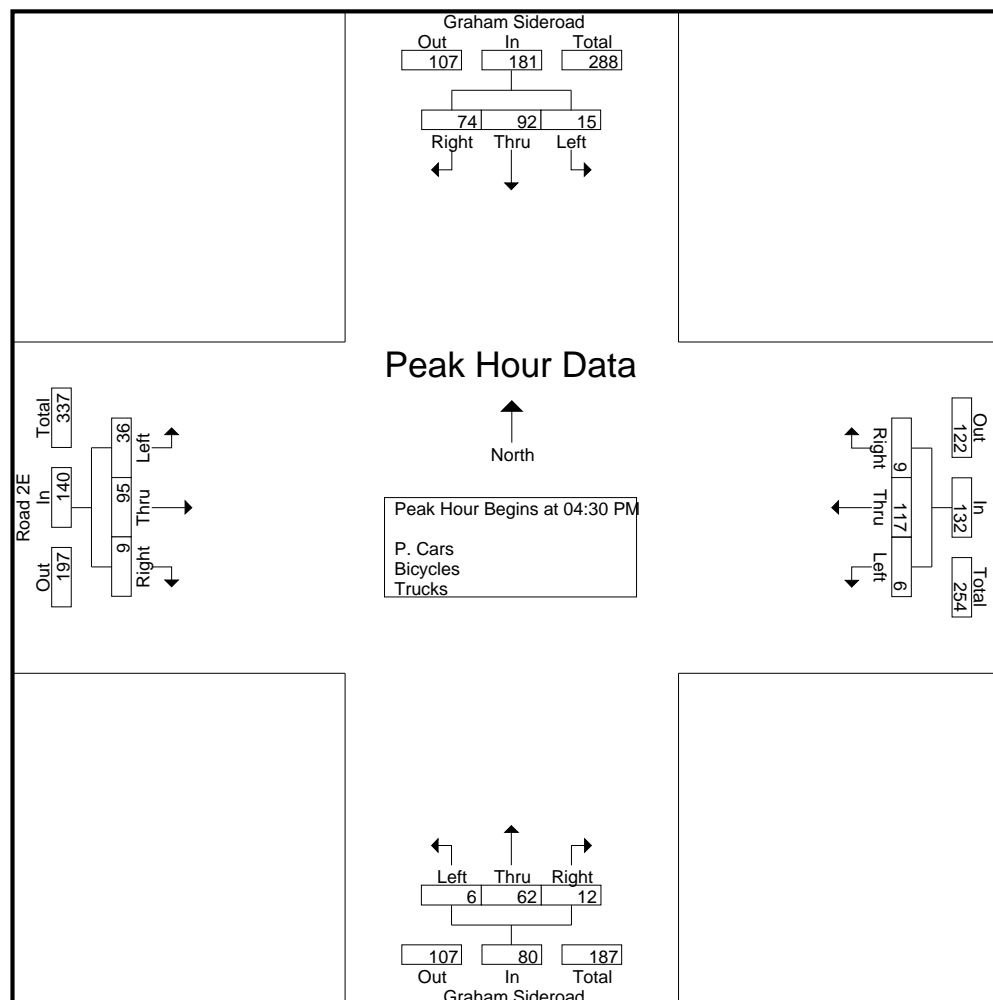 Graham Sideroad
Out In Total
107 181 288
74 92 15
Right Thru Left
Peak Hour Data
North
Peak Hour Begins at 04:30 PM
P. Cars
Bicycles
Trucks
Road 2E
Out In Total
197 140 337
Right Thru Left
9 95 36
Out In Total
122 132 254
Right Thru Left
9 117 6
Left Thru Right
6 62 12
107 80 187
Out In Total
Graham Sideroad